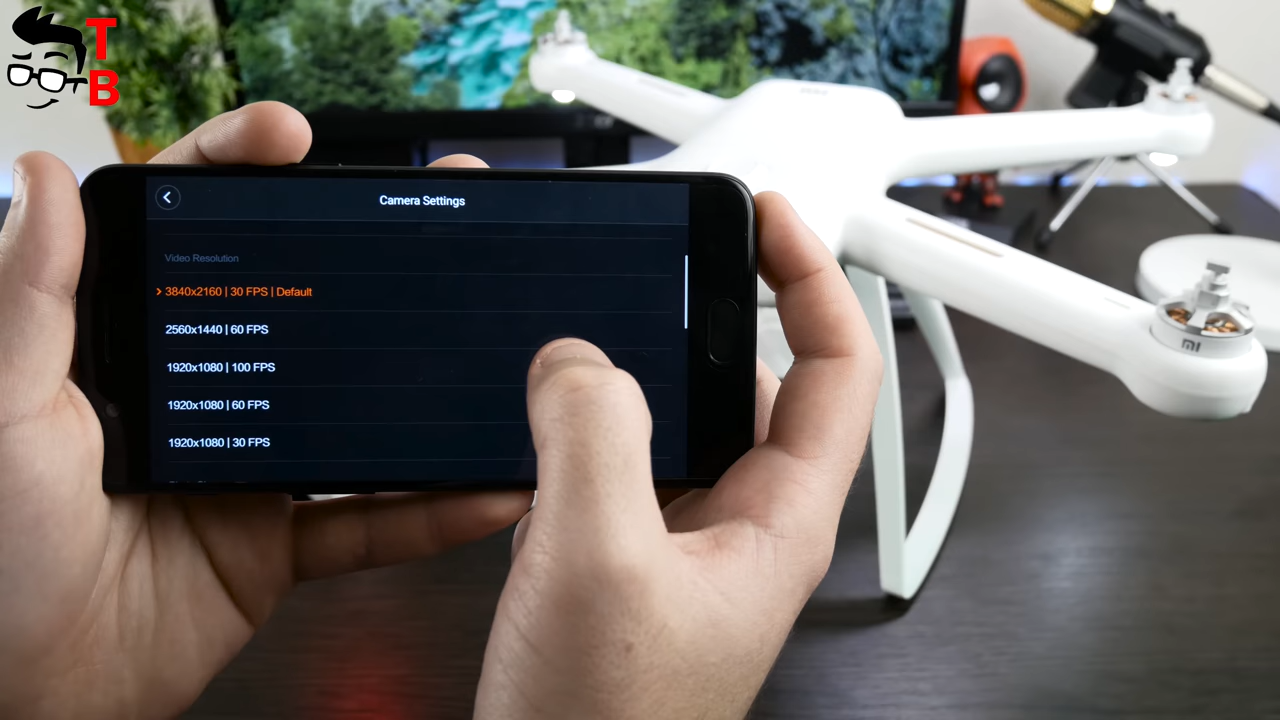 T
B
Camera Settings
Video Resolution
> 3840x2160 | 30 FPS | Default
2560x1440 | 60 FPS
1920x1080 | 100 FPS
1920x1080 | 60 FPS
1920x1080 | 30 FPS
mi